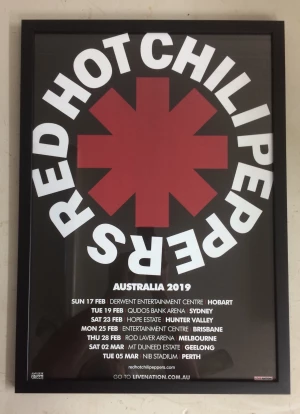 RED HOT CHILI PEPPERS
AUSTRALIA 2019
SUN 17 FEB DERWENT ENTERTAINMENT CENTRE HOBART
TUE 19 FEB QUDOS BANK ARENA SYDNEY
SAT 23 FEB HOPE ESTATE HUNTER VALLEY
MON 25 FEB ENTERTAINMENT CENTRE BRISBANE
THU 28 FEB ROD LAVER ARENA MELBOURNE
SAT 02 MAR MT DUNEED ESTATE GEELONG
TUE 05 MAR NIB STADIUM PERTH
redhotchilipeppers.com
GO TO LIVENATION.COM.AU